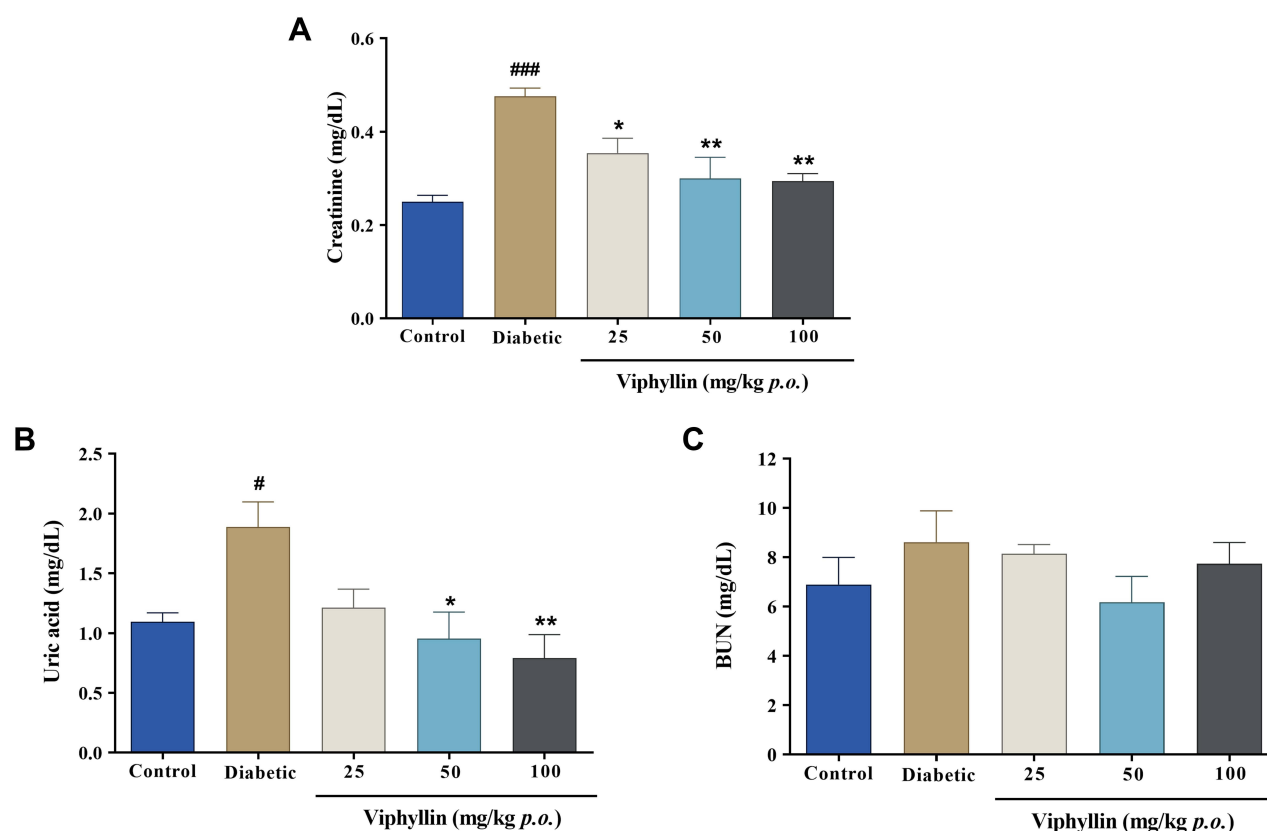 A
Creatinine (mg/dL)
0.6
0.4
0.2
0.0
###
*
**
**
Control Diabetic 25 50 100
Viphyllin (mg/kg p.o.)
B
Uric acid (mg/dL)
2.5
2.0
1.5
1.0
0.5
0.0
#
*
**
Control Diabetic 25 50 100
Viphyllin (mg/kg p.o.)
C
BUN (mg/dL)
12
10
8
6
4
2
0
Control Diabetic 25 50 100
Viphyllin (mg/kg p.o.)